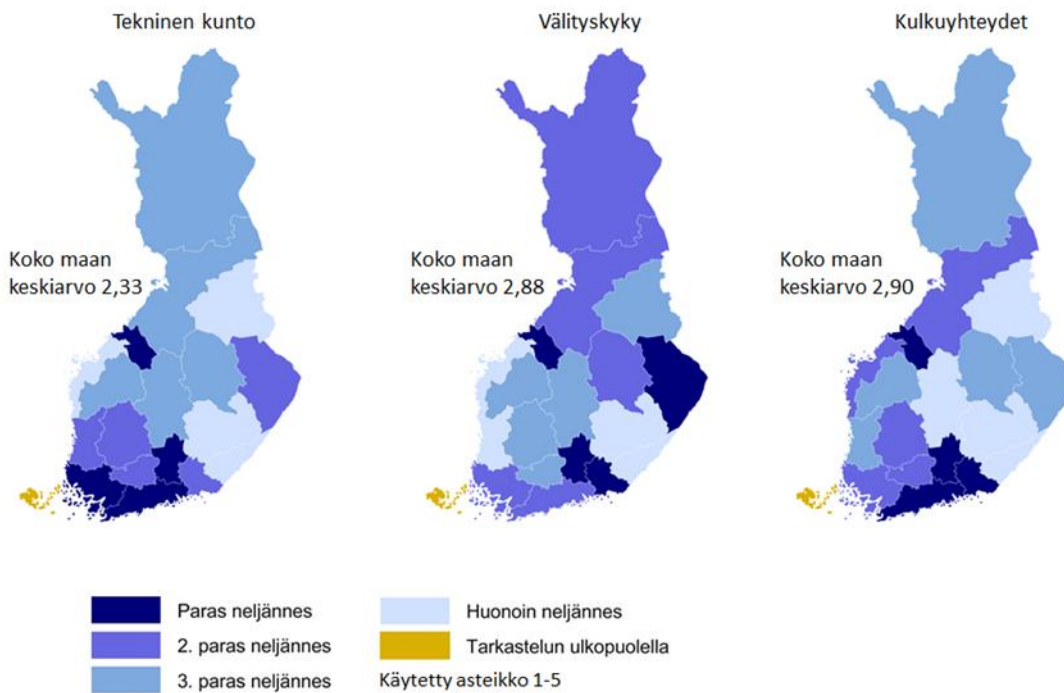 Tekninen kunto
Välityskyky
Kulkuyhteydet
Koko maan
keskiarvo 2,33
Koko maan
keskiarvo 2,88
Koko maan
keskiarvo 2,90
Paras neljännes
2. paras neljännes
3. paras neljännes
Huonoin neljännes
Tarkastelun ulkopuolella
Käytetty asteikko 1-5